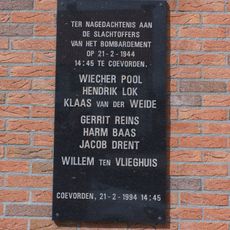 TER NAGEDACHTENIS AAN
DE SLACHTOFFERS
VAN HET BOMBARDEMENT
OP 21-2-1944
14:45 TE COEVORDEN.
WIECHER POOL
HENDRIK LOK
KLAAS VAN DER WEIDE
GERRIT REINS
HARM BAAS
JACOB DRENT
WILLEM TEN VLIEGHUIS
COEVORDEN, 21-2-1994 14:45